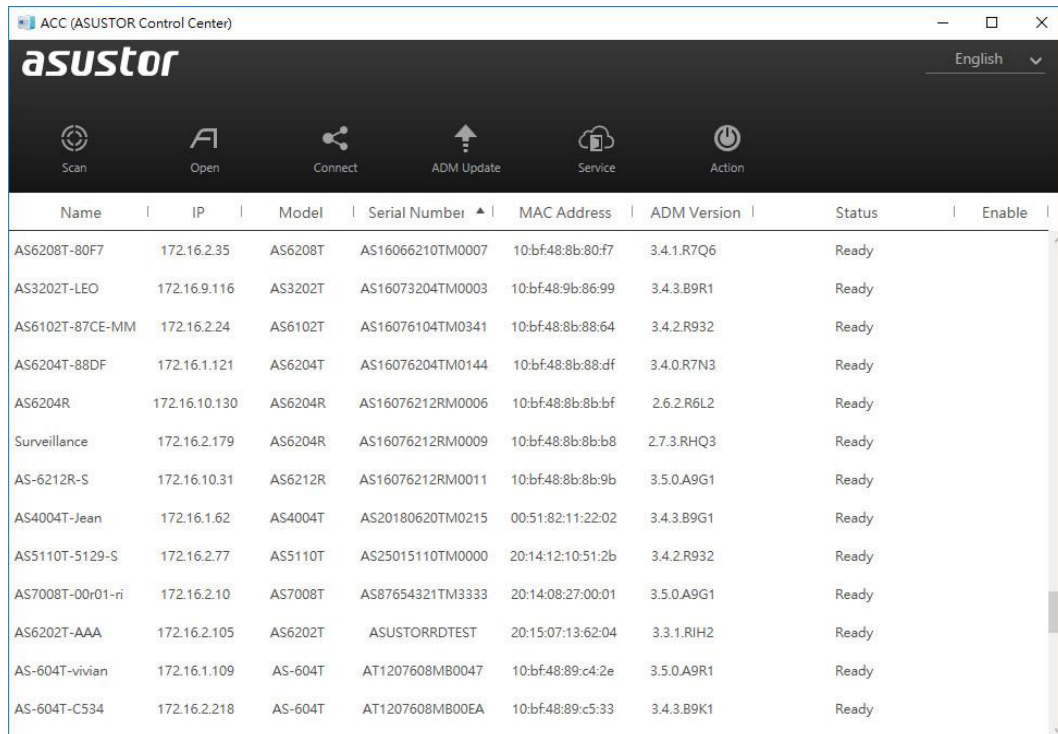 ACC (ASUSTOR Control Center)
asustor
English
Scan Open Connect ADM Update Service Action
Name IP Model Serial Number MAC Address ADM Version Status Enable
AS6208T-80F7 172.16.2.35 AS6208T AS16066210TM0007 10:bf:48:8b:80:f7 3.4.1.R7Q6 Ready
AS3202T-LEO 172.16.9.116 AS3202T AS16073204TM0003 10:bf:48:9b:86:99 3.4.3.B9R1 Ready
AS6102T-87CE-MM 172.16.2.24 AS6102T AS16076104TM0341 10:bf:48:8b:88:64 3.4.2.R932 Ready
AS6204T-88DF 172.16.1.121 AS6204T AS16076204TM0144 10:bf:48:8b:88:df 3.4.0.R7N3 Ready
AS6204R 172.16.10.130 AS6204R AS16076212RM0006 10:bf:48:8b:8b:bf 2.6.2.R6L2 Ready
Surveillance 172.16.2.179 AS6204R AS16076212RM0009 10:bf:48:8b:8b:b8 2.7.3.RHQ3 Ready
AS-6212R-S 172.16.10.31 AS6212R AS16076212RM0011 10:bf:48:8b:8b:9b 3.5.0.A9G1 Ready
AS4004T-Jean 172.16.1.62 AS4004T AS20180620TM0215 00:51:82:11:22:02 3.4.3.B9G1 Ready
AS5110T-5129-S 172.16.2.77 AS5110T AS25015110TM0000 20:14:12:10:51:2b 3.4.2.R932 Ready
AS7008T-00r01-ri 172.16.2.10 AS7008T AS87654321TM3333 20:14:08:27:00:01 3.5.0.A9G1 Ready
AS6202T-AAA 172.16.2.105 AS6202T ASUSTORRDTEST 20:15:07:13:62:04 3.3.1.RIH2 Ready
AS-604T-vivian 172.16.1.109 AS-604T AT1207608MB0047 10:bf:48:89:c4:2e 3.5.0.A9R1 Ready
AS-604T-C534 172.16.2.218 AS-604T AT1207608MB00EA 10:bf:48:89:c5:33 3.4.3.B9K1 Ready